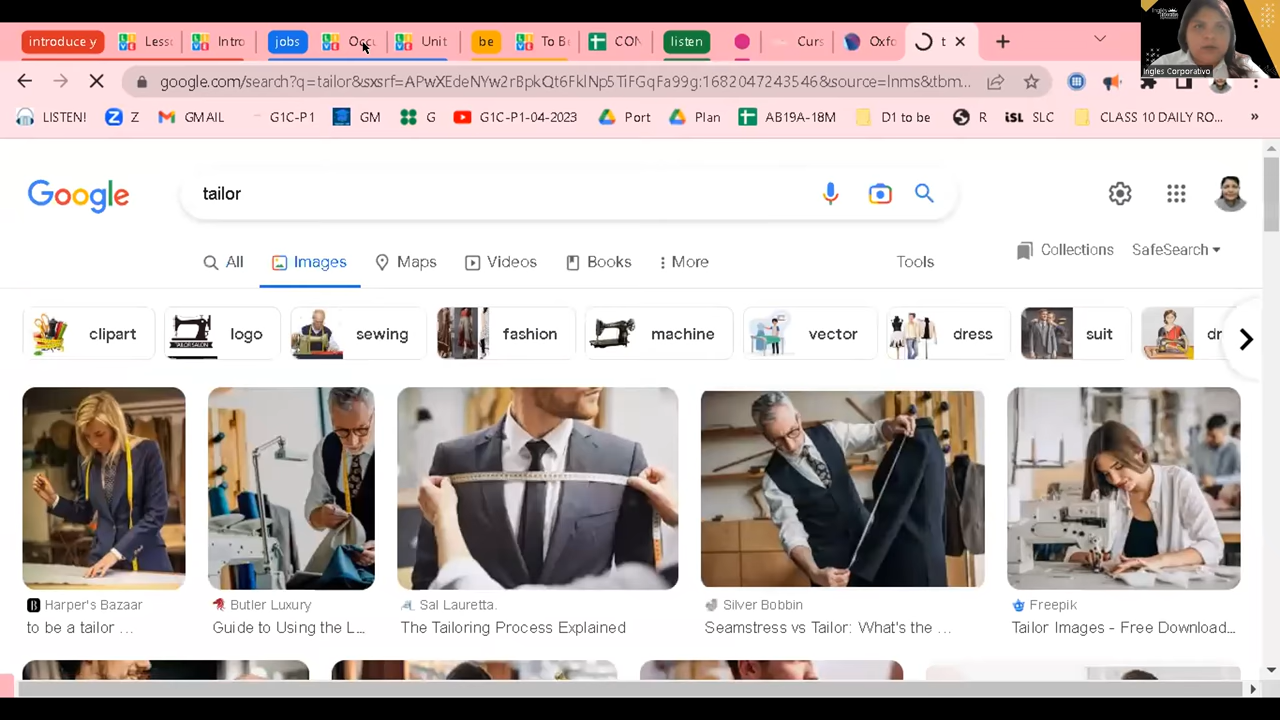 introduce y Less Intro jobs Occu Unit be To B CON listen Curs Oxfo t
google.com/search?q=tailor&sxsrf=APwXEdeNWnNrBpkQt6FklNp5TiF6qFa99g:1682047243546&source=lnms&tbm...
LISTEN! Z GMAIL G1C-P1 GM G G1C-P1-04-2023 Port Plan AB19A-18M D1 to be R iSL SLC CLASS 10 DAILY RO... »
Ingles Corporativo
Google tailor
All Images Maps Videos Books More Tools Collections SafeSearch
clipart logo sewing fashion machine vector dress suit dr
Harper's Bazaar
to be a tailor ...
Butler Luxury
Guide to Using the L...
Sal Lauretta.
The Tailoring Process Explained
Silver Bobbin
Seamstress vs Tailor: What's the ...
Freepik
Tailor Images - Free Download...